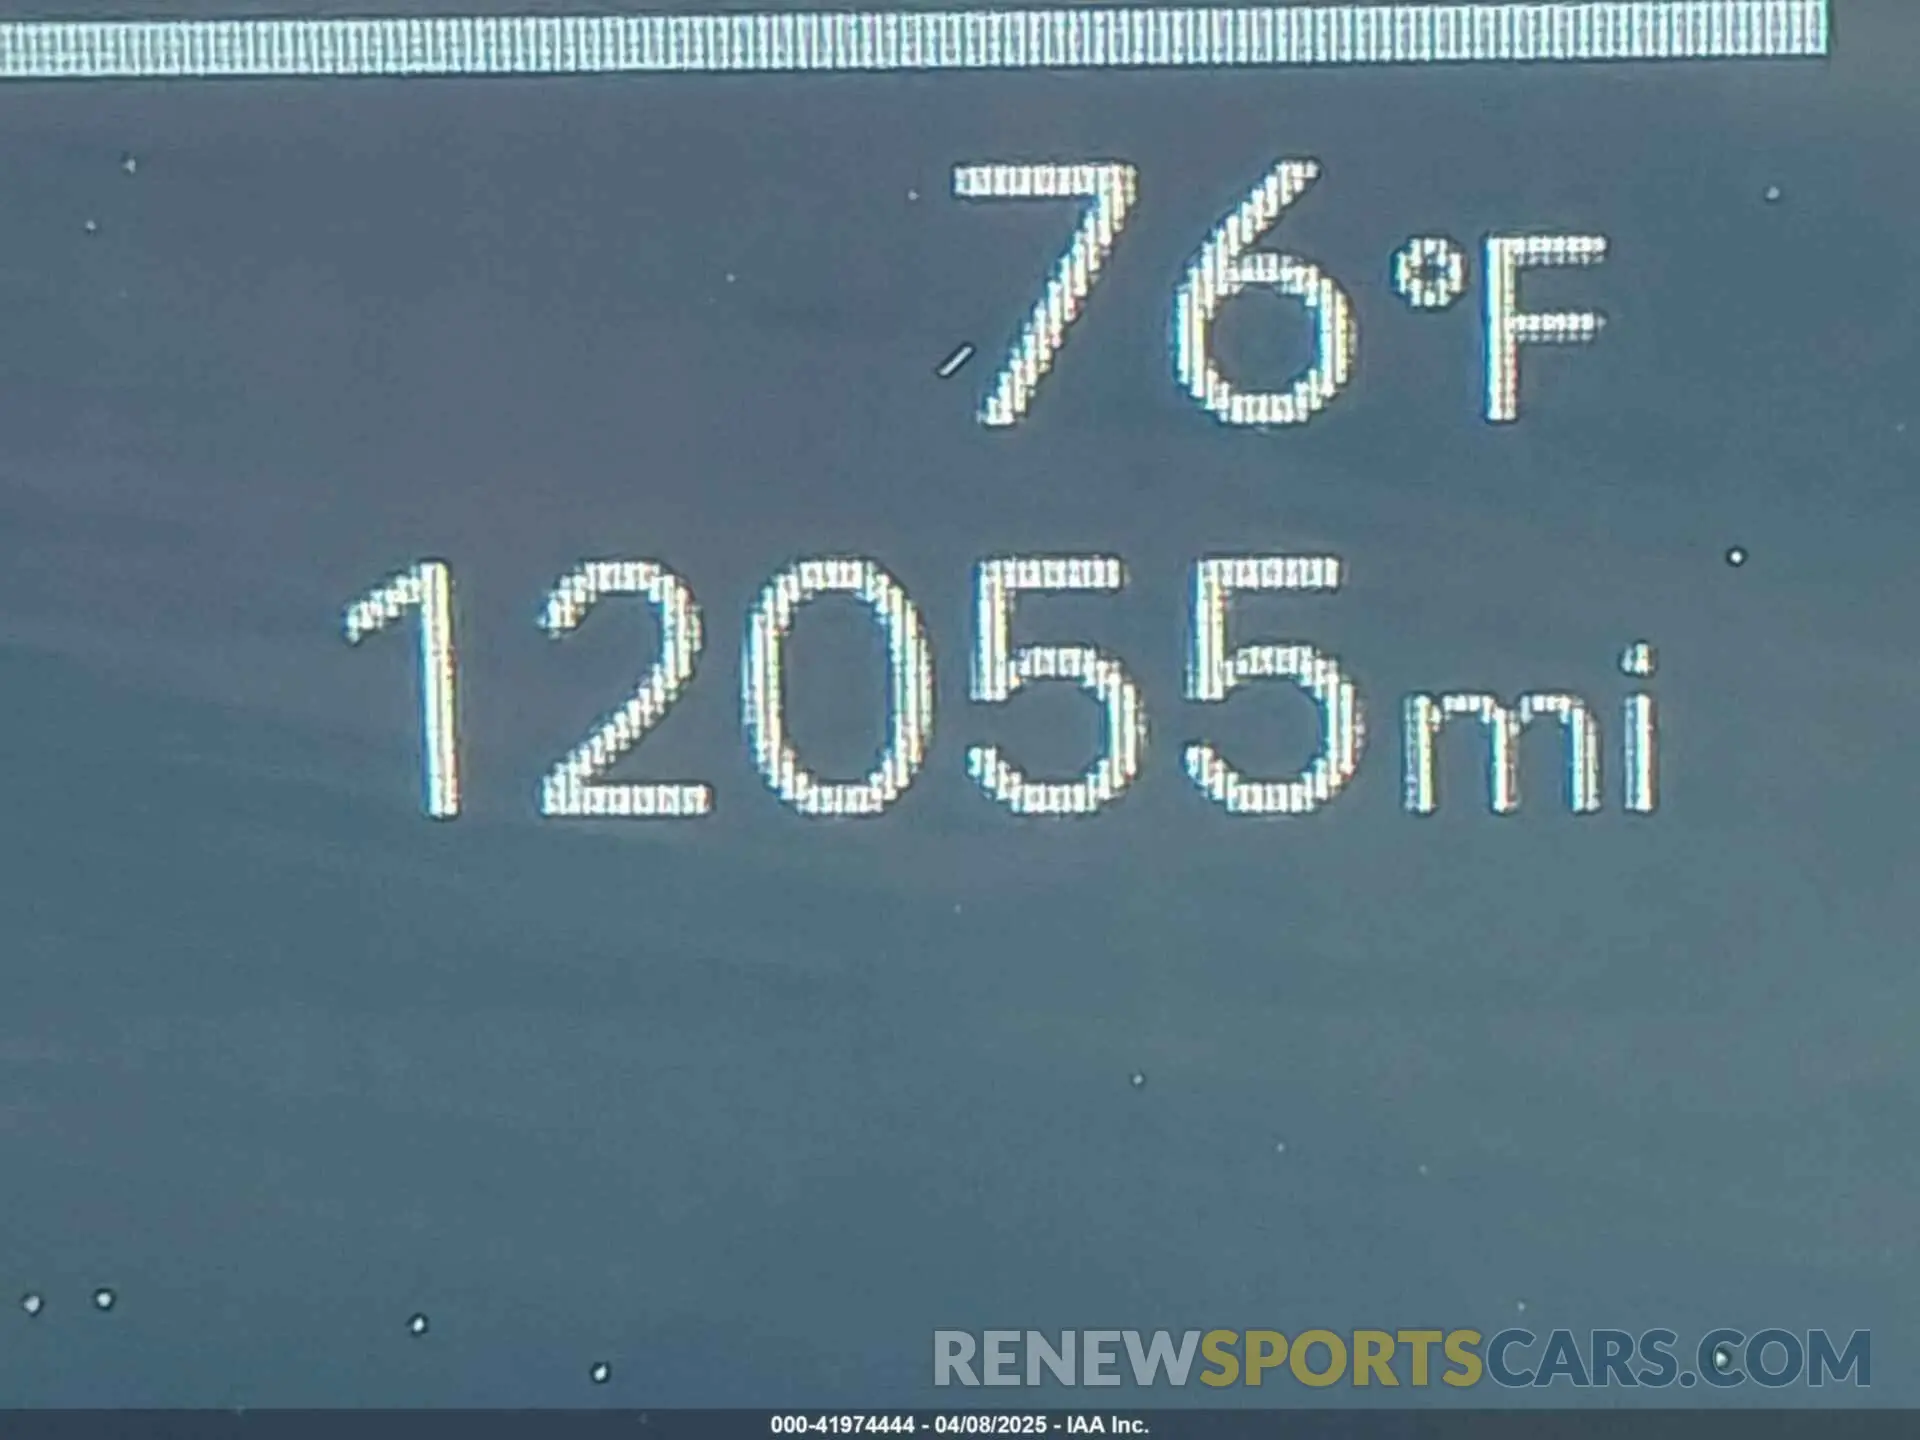 76°F
12055mi
RENEWSPORTSCARS.COM
000-41974444 - 04/08/2025 - IAA Inc.